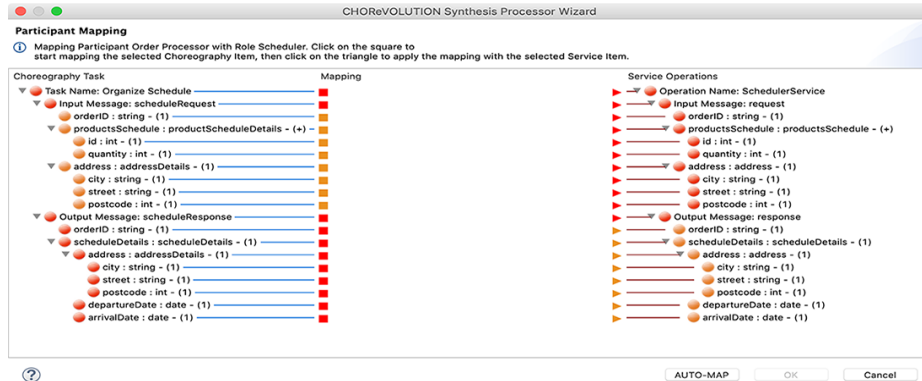 CHOReVOLUTION Synthesis Processor Wizard
Participant Mapping
Mapping Participant Order Processor with Role Scheduler. Click on the square to
start mapping the selected Choreography Item, then click on the triangle to apply the mapping with the selected Service Item.
Choreography Task Mapping Service Operations
Task Name: Organize Schedule Operation Name: SchedulerService
Input Message: scheduleRequest Input Message: request
orderID : string - (1) orderID : string - (1)
productsSchedule : productScheduleDetails - (+) productsSchedule : productsSchedule - (+)
id : int - (1) id : int - (1)
quantity : int - (1) quantity : int - (1)
address : addressDetails - (1) address : address - (1)
city : string - (1) city : string - (1)
street : string - (1) street : string - (1)
postcode : int - (1) postcode : int - (1)
Output Message: scheduleResponse Output Message: response
orderID : string - (1) orderID : string - (1)
scheduleDetails : scheduleDetails - (1) scheduleDetails : scheduleDetails - (1)
address : addressDetails - (1) address : address - (1)
city : string - (1) city : string - (1)
street : string - (1) street : string - (1)
postcode : int - (1) postcode : int - (1)
departureDate : date - (1) departureDate : date - (1)
arrivalDate : date - (1) arrivalDate : date - (1)
? AUTO-MAP OK Cancel